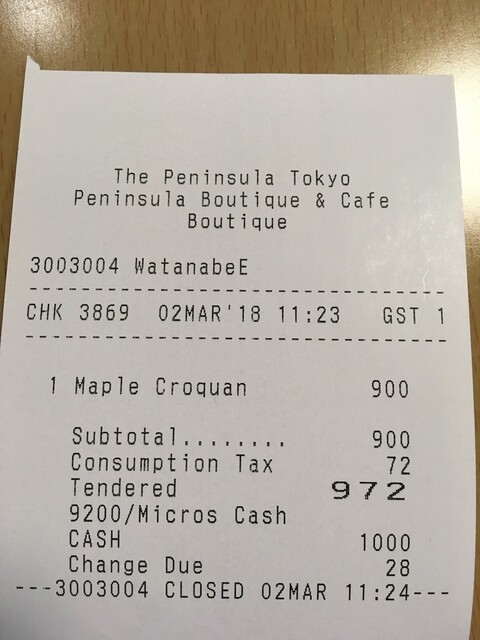 The Peninsula Tokyo
Peninsula Boutique & Cafe
Boutique
3003004 WatanabeE
CHK 3869 02MAR'18 11:23 GST 1
1 Maple Croquan 900
Subtotal........ 900
Consumption Tax 72
Tendered 972
9200/Micros Cash
CASH 1000
Change Due 28
---3003004 CLOSED 02MAR 11:24---